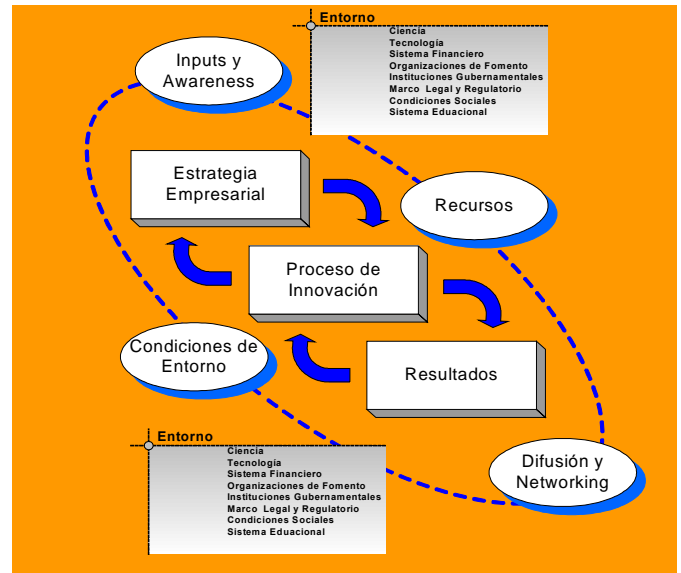 Entorno
Ciencia
Tecnología
Sistema Financiero
Organizaciones de Fomento
Instituciones Gubernamentales
Marco Legal y Regulatorio
Condiciones Sociales
Sistema Eduacional
Inputs y
Awareness
Estrategia
Empresarial
Recursos
Proceso de
Innovación
Condiciones de
Entorno
Resultados
Difusión y
Networking
Entorno
Ciencia
Tecnología
Sistema Financiero
Organizaciones de Fomento
Instituciones Gubernamentales
Marco Legal y Regulatorio
Condiciones Sociales
Sistema Eduacional